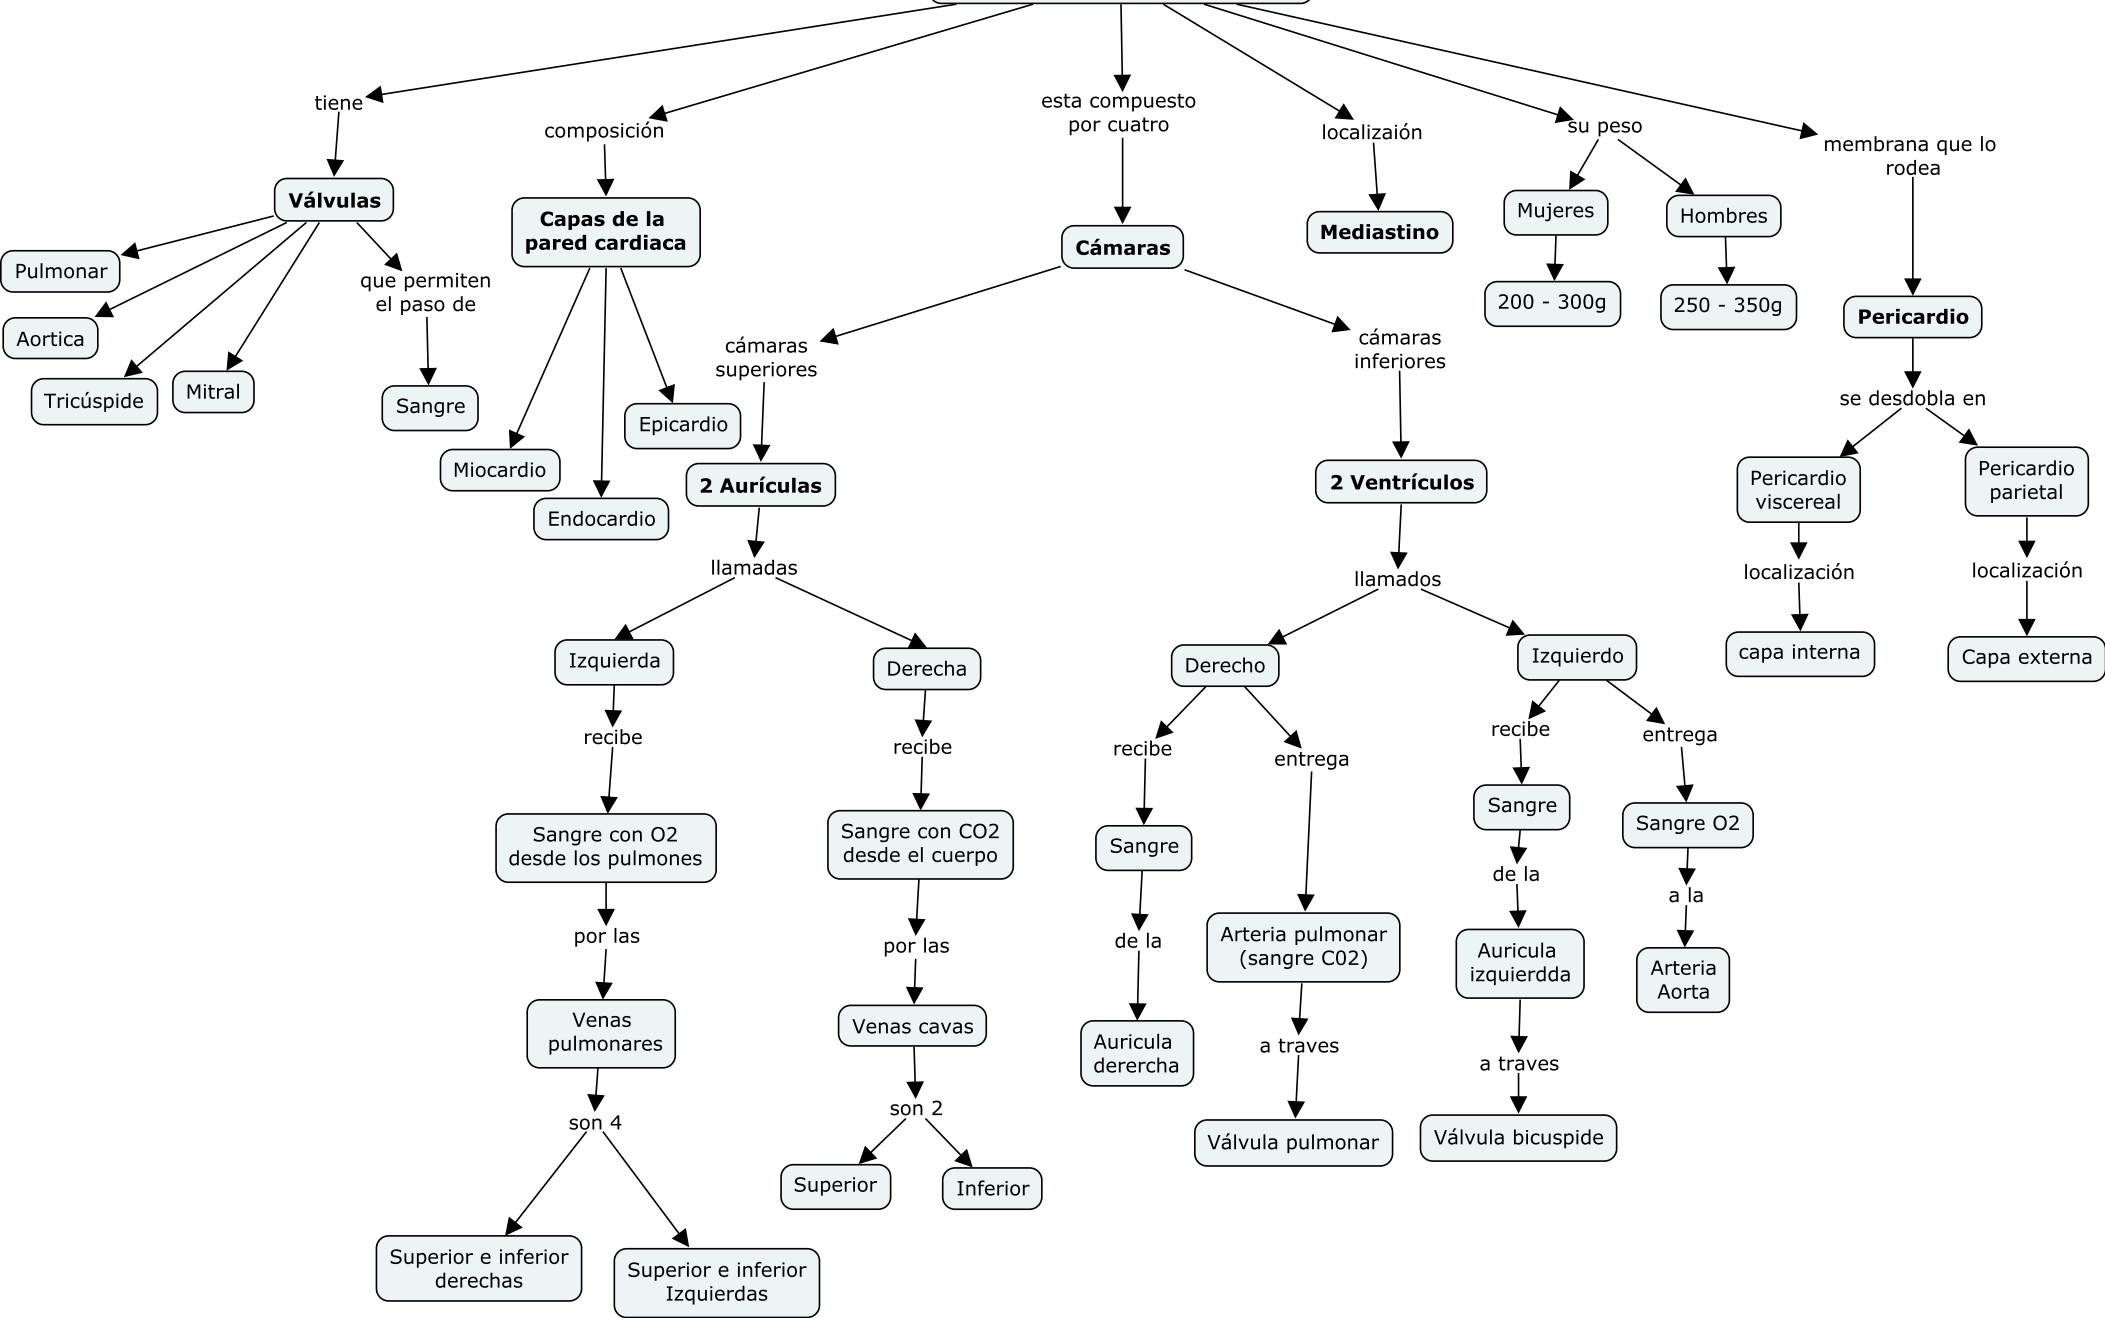 tiene
composición
esta compuesto
por cuatro
localizaión
su peso
membrana que lo
rodea
Válvulas
Pulmonar
Aortica
Tricúspide
Mitral
que permiten
el paso de
Sangre
Capas de la
pared cardiaca
Miocardio
Endocardio
Epicardio
Cámaras
cámaras
superiores
2 Aurículas
llamadas
Izquierda
recibe
Sangre con O2
desde los pulmones
por las
Venas
pulmonares
son 4
Superior e inferior
derechas
Superior e inferior
Izquierdas
Derecha
recibe
Sangre con CO2
desde el cuerpo
por las
Venas cavas
son 2
Superior
Inferior
cámaras
inferiores
2 Ventrículos
llamados
Derecho
recibe
Sangre
de la
Auricula
derercha
entrega
Arteria pulmonar
(sangre C02)
a traves
Válvula pulmonar
Izquierdo
recibe
Sangre
de la
Auricula
izquierdda
a traves
Válvula bicuspide
entrega
Sangre O2
a la
Arteria
Aorta
Mediastino
Mujeres
200 - 300g
Hombres
250 - 350g
Pericardio
se desdobla en
Pericardio
viscereal
localización
capa interna
Pericardio
parietal
localización
Capa externa